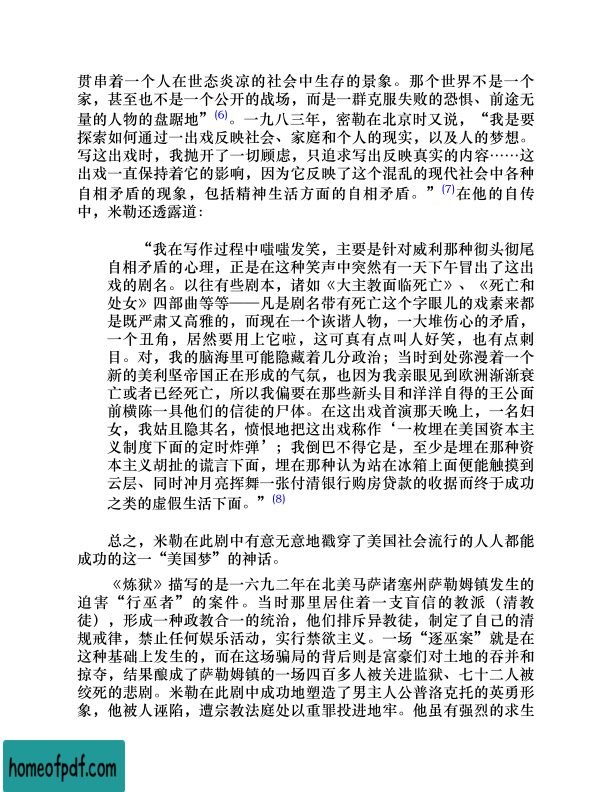 贯串着一个人在世态炎凉的社会中生存的景象。那个世界不是一个
家，甚至也不是一个公开的战场，而是一群克服失败的恐惧、前途无
量的人物的盘踞地”(6)。一九八三年，密勒在北京时又说，“我是要
探索如何通过一出戏反映社会、家庭和个人的现实，以及人的梦想。
写这出戏时，我抛开了一切顾虑，只追求写出反映真实的内容……这
出戏一直保持着它的影响，因为它反映了这个混乱的现代社会中各种
自相矛盾的现象，包括精神生活方面的自相矛盾。”(7)在他的自传
中，米勒还透露道：
“我在写作过程中嗤嗤发笑，主要是针对威利那种彻头彻尾
自相矛盾的心理，正是在这种笑声中突然有一天下午冒出了这出
戏的剧名。以往有些剧本，诸如《大主教面临死亡》、《死亡和
处女》四部曲等等——凡是剧名带有死亡这个字眼儿的戏素来都
是既严肃又高雅的，而现在一个诙谐人物，一大堆伤心的矛盾，
一个丑角，居然要用上它啦，这可真有点叫人好笑，也有点刺
目。对，我的脑海里可能隐藏着几分政治；当时到处弥漫着一个
新的美利坚帝国正在形成的气氛，也因为我亲眼见到欧洲渐渐衰
亡或者已经死亡，所以我偏要在那些新头目和洋洋自得的王公面
前横陈一具他们的信徒的尸体。在这出戏首演那天晚上，一名妇
女，我姑且隐其名，愤恨地把这出戏称作‘一枚埋在美国资本主
义制度下面的定时炸弹’；我倒巴不得它是，至少是埋在那种资
本主义胡扯的谎言下面，埋在那种认为站在冰箱上面便能触摸到
云层、同时冲月亮挥舞一张付清银行购房贷款的收据而终于成功
之类的虚假生活下面。”(8)
总之，米勒在此剧中有意无意地戳穿了美国社会流行的人人都能
成功的这一“美国梦”的神话。
《炼狱》描写的是一六九二年在北美马萨诸塞州萨勒姆镇发生的
迫害“行巫者”的案件。当时那里居住着一支盲信的教派（清教
徒），形成一种政教合一的统治，他们排斥异教徒，制定了自己的清
规戒律，禁止任何娱乐活动，实行禁欲主义。一场“逐巫案”就是在
这种基础上发生的，而在这场骗局的背后则是富豪们对土地的吞并和
掠夺，结果酿成了萨勒姆镇的一场四百多人被关进监狱、七十二人被
绞死的悲剧。米勒在此剧中成功地塑造了男主人公普洛克托的英勇形
象，他被人诬陷，遭宗教法庭处以重罪投进地牢。他虽有强烈的求生
homeofpdf.com